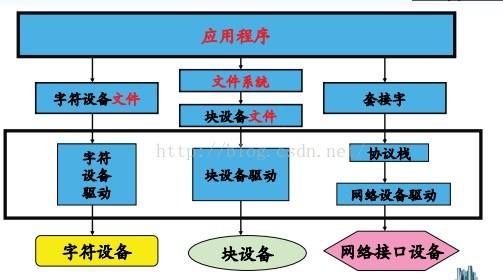 应用程序
文件系统
字符设备文件
块设备文件
套接字
http://blog.csdn.net/
字符
设备
驱动
块设备驱动
协议栈
网络设备驱动
字符设备
块设备
网络接口设备